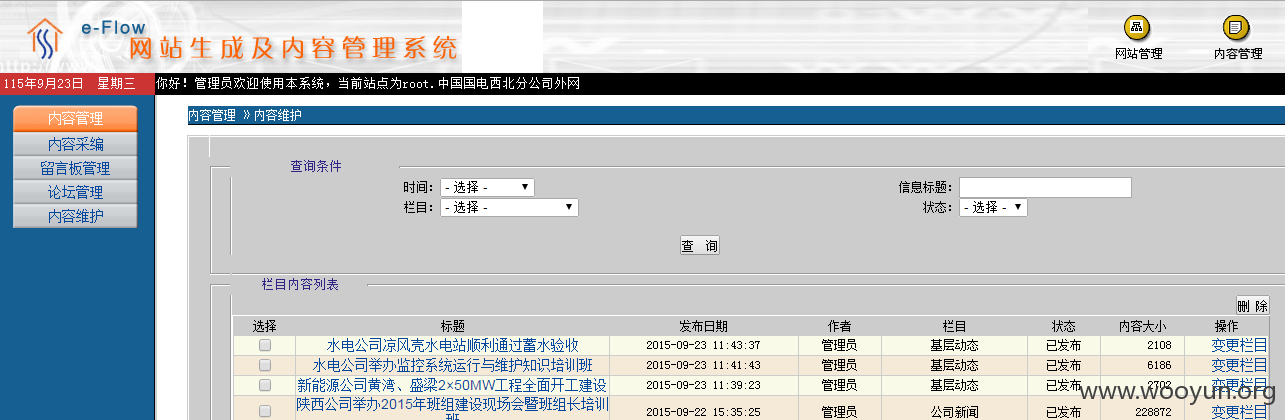 e-Flow
网站生成及内容管理系统
网站管理 内容管理
115年9月23日 星期三 你好！管理员欢迎使用本系统，当前站点为root.中国国电西北分公司外网
内容管理
内容采编
留言板管理
论坛管理
内容维护
内容管理 》内容维护
查询条件
时间： - 选择 - 信息标题：
栏目： - 选择 - 状态： - 选择 -
查 询
栏目内容列表
删 除
选择 标题 发布日期 作者 栏目 状态 内容大小 操作
水电公司凉风壳水电站顺利通过蓄水验收 2015-09-23 11:43:37 管理员 基层动态 已发布 2108 变更栏目
水电公司举办监控系统运行与维护知识培训班 2015-09-23 11:41:43 管理员 基层动态 已发布 6186 变更栏目
新能源公司黄湾、盛梁2×50MW工程全面开工建设 2015-09-23 11:39:23 管理员 基层动态 已发布 2702 变更栏目
陕西公司举办2015年班组建设现场会暨班组长培训班 2015-09-22 15:35:25 管理员 公司新闻 已发布 226872 变更栏目
www.wooyun.org